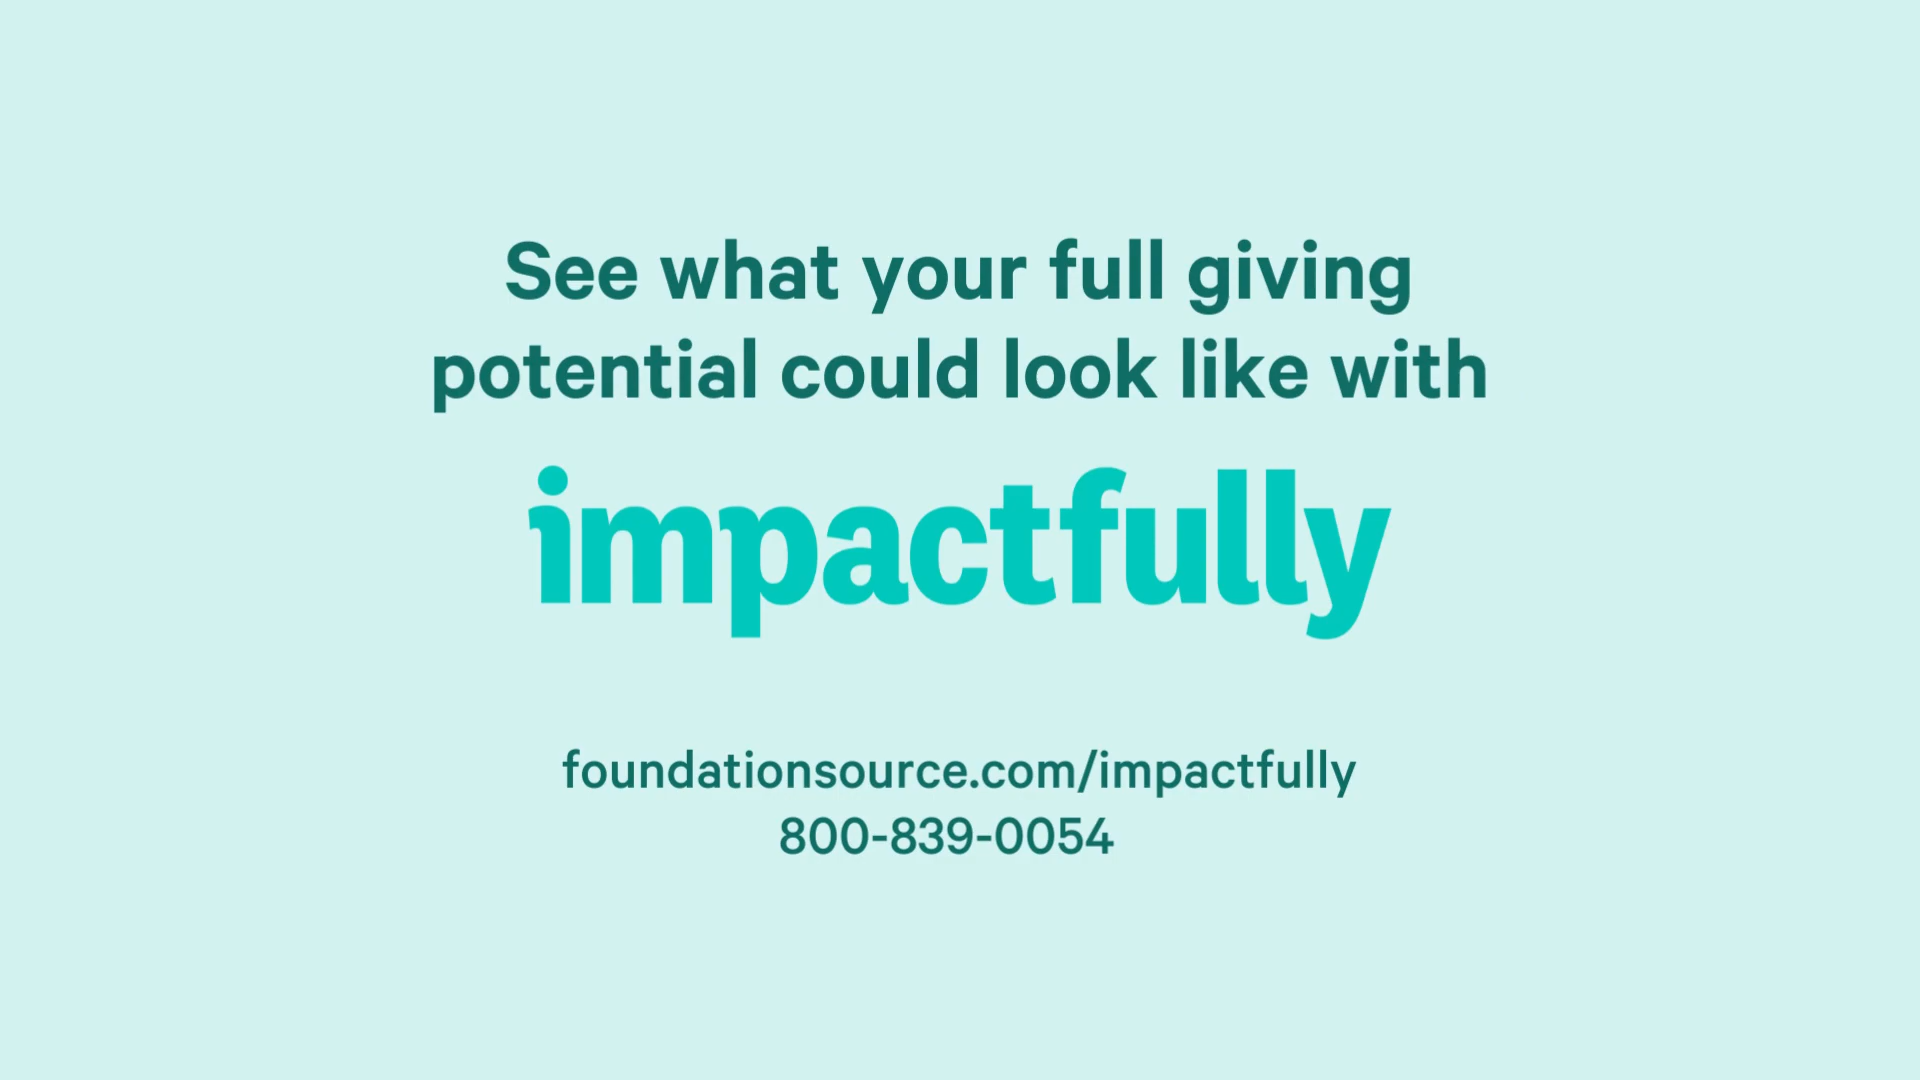 See what your full giving
potential could look like with
impactfully
foundationsource.com/impactfully
800-839-0054